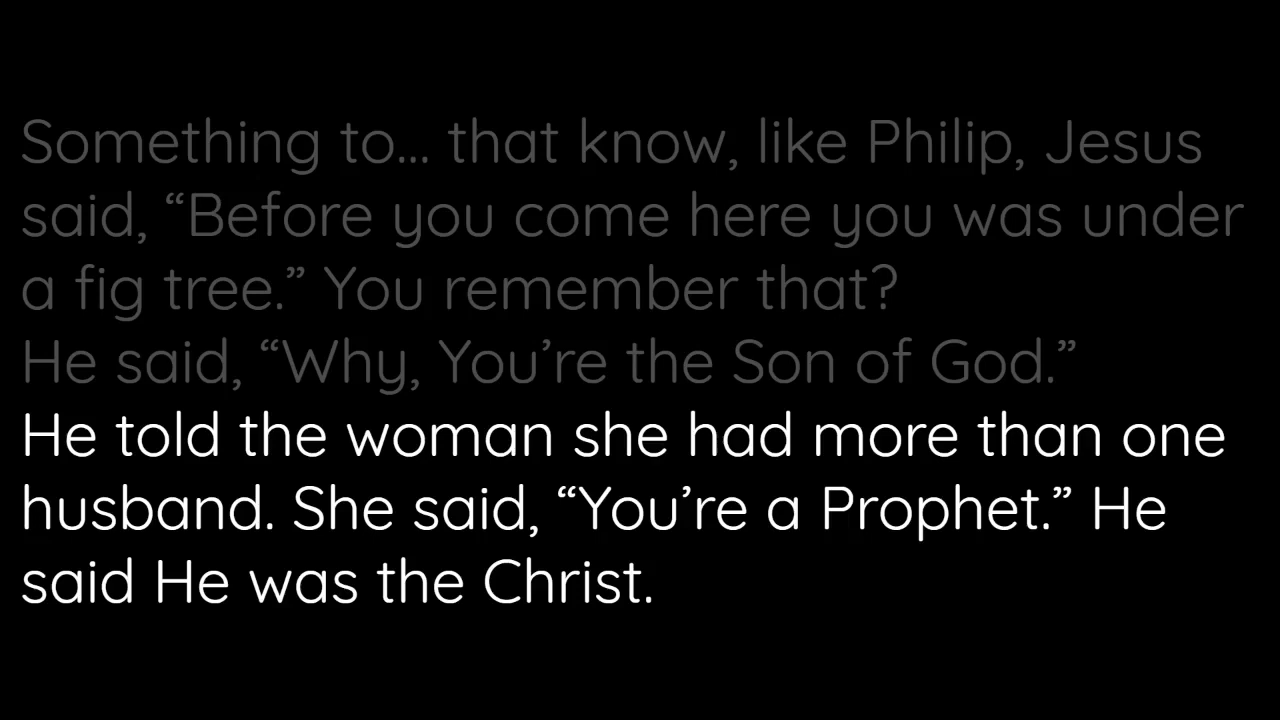 Something to... that know, like Philip, Jesus
said, “Before you come here you was under
a fig tree.” You remember that?
He said, “Why, You’re the Son of God.”
He told the woman she had more than one
husband. She said, “You’re a Prophet.” He
said He was the Christ.